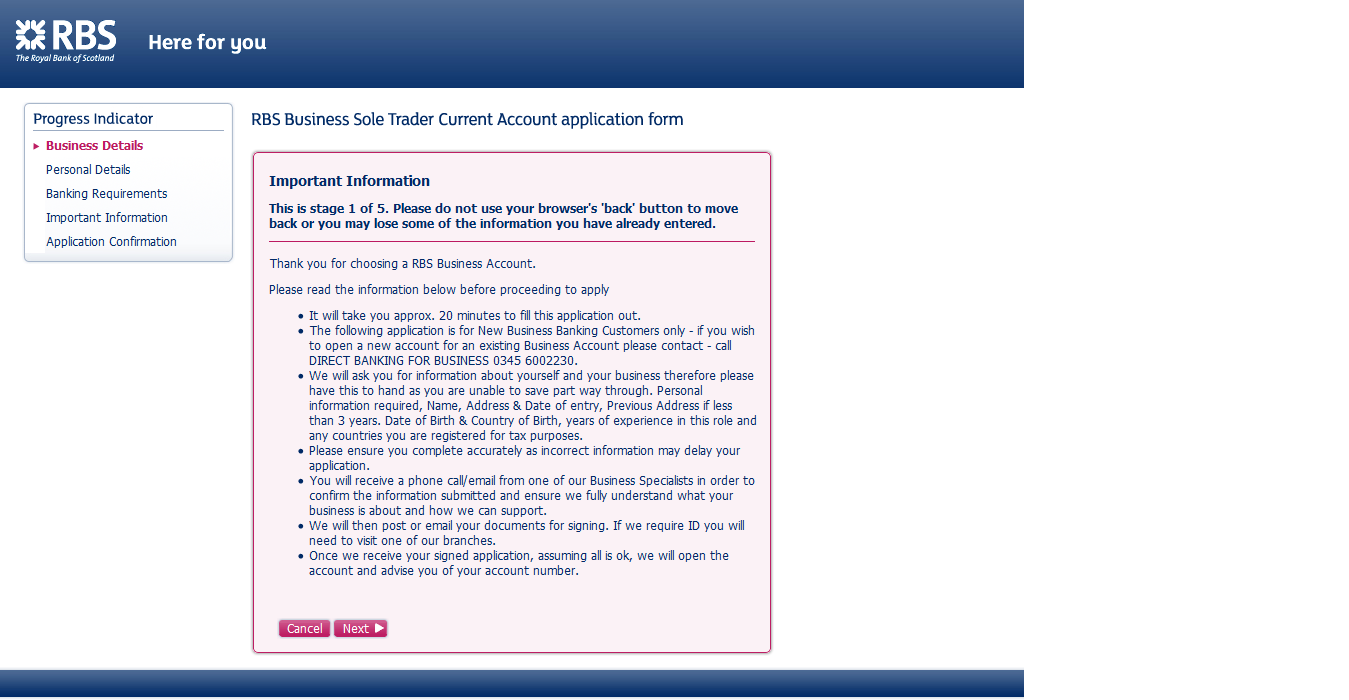 RBS
The Royal Bank of Scotland
Here for you
Progress Indicator
Business Details
Personal Details
Banking Requirements
Important Information
Application Confirmation
RBS Business Sole Trader Current Account application form
Important Information
This is stage 1 of 5. Please do not use your browser's 'back' button to move
back or you may lose some of the information you have already entered.
Thank you for choosing a RBS Business Account.
Please read the information below before proceeding to apply
• It will take you approx. 20 minutes to fill this application out.
• The following application is for New Business Banking Customers only - if you wish
to open a new account for an existing Business Account please contact - call
DIRECT BANKING FOR BUSINESS 0345 6002230.
• We will ask you for information about yourself and your business therefore please
have this to hand as you are unable to save part way through. Personal
information required, Name, Address & Date of entry, Previous Address if less
than 3 years. Date of Birth & Country of Birth, years of experience in this role and
any countries you are registered for tax purposes.
• Please ensure you complete accurately as incorrect information may delay your
application.
• You will receive a phone call/email from one of our Business Specialists in order to
confirm the information submitted and ensure we fully understand what your
business is about and how we can support.
• We will then post or email your documents for signing. If we require ID you will
need to visit one of our branches.
• Once we receive your signed application, assuming all is ok, we will open the
account and advise you of your account number.
Cancel Next